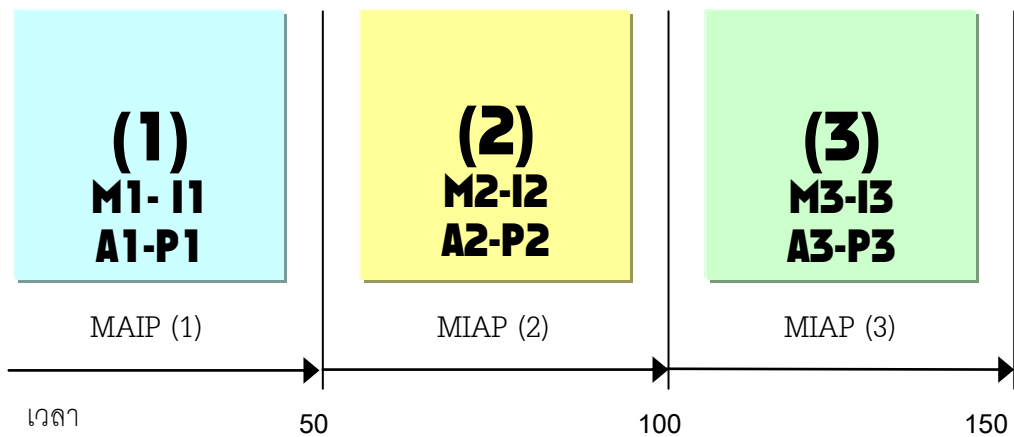 (1)
M1- I1
A1-P1
(2)
M2-I2
A2-P2
(3)
M3-I3
A3-P3
MAIP (1)
MIAP (2)
MIAP (3)
เวลา
50
100
150